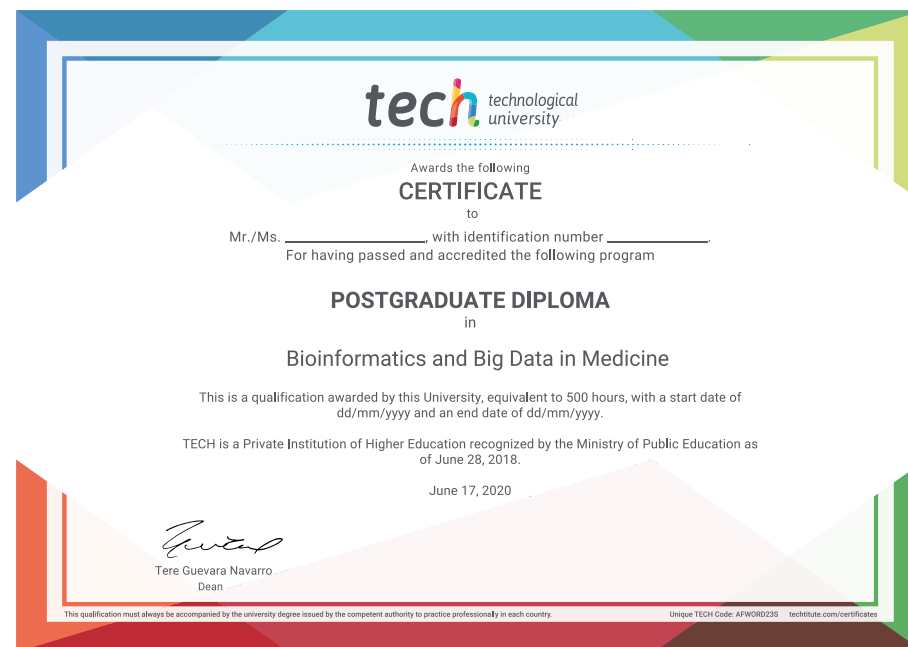 tech technological
university
Awards the following
CERTIFICATE
to
Mr./Ms. ____________________, with identification number ______________.
For having passed and accredited the following program
POSTGRADUATE DIPLOMA
in
Bioinformatics and Big Data in Medicine
This is a qualification awarded by this University, equivalent to 500 hours, with a start date of
dd/mm/yyyy and an end date of dd/mm/yyyy.
TECH is a Private Institution of Higher Education recognized by the Ministry of Public Education as
of June 28, 2018.
June 17, 2020
Tere Guevara Navarro
Dean
This qualification must always be accompanied by the university degree issued by the competent authority to practice professionally in each country.
Unique TECH Code: AFWORD23S techtitute.com/certificates